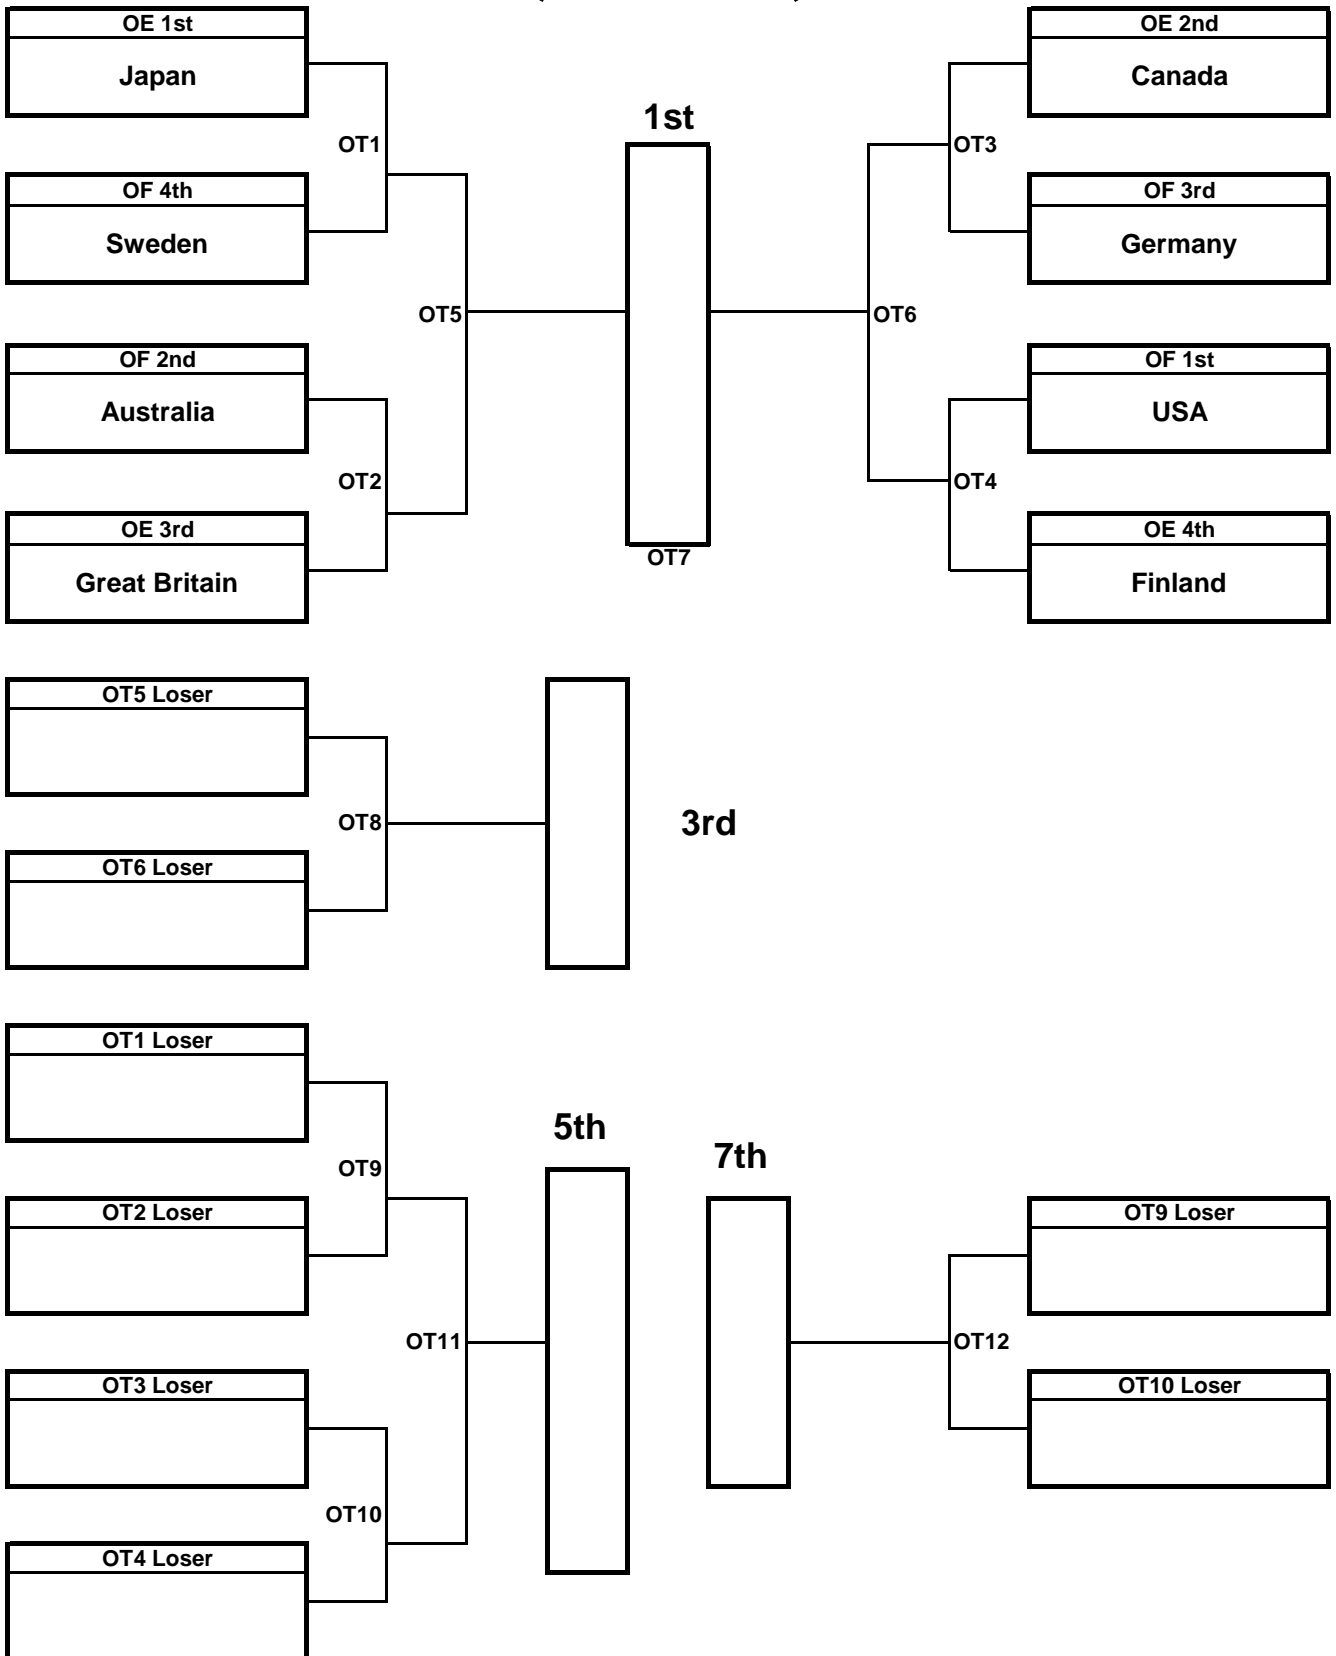 OE 1st
Japan
OT1
OF 4th
Sweden
OT5
OF 2nd
Australia
OT2
OE 3rd
Great Britain
1st
OT7
OE 2nd
Canada
OT3
OF 3rd
Germany
OT6
OF 1st
USA
OT4
OE 4th
Finland
OT5 Loser
OT8
OT6 Loser
3rd
OT1 Loser
OT9
OT2 Loser
OT11
OT3 Loser
OT10
OT4 Loser
5th
7th
OT9 Loser
OT12
OT10 Loser